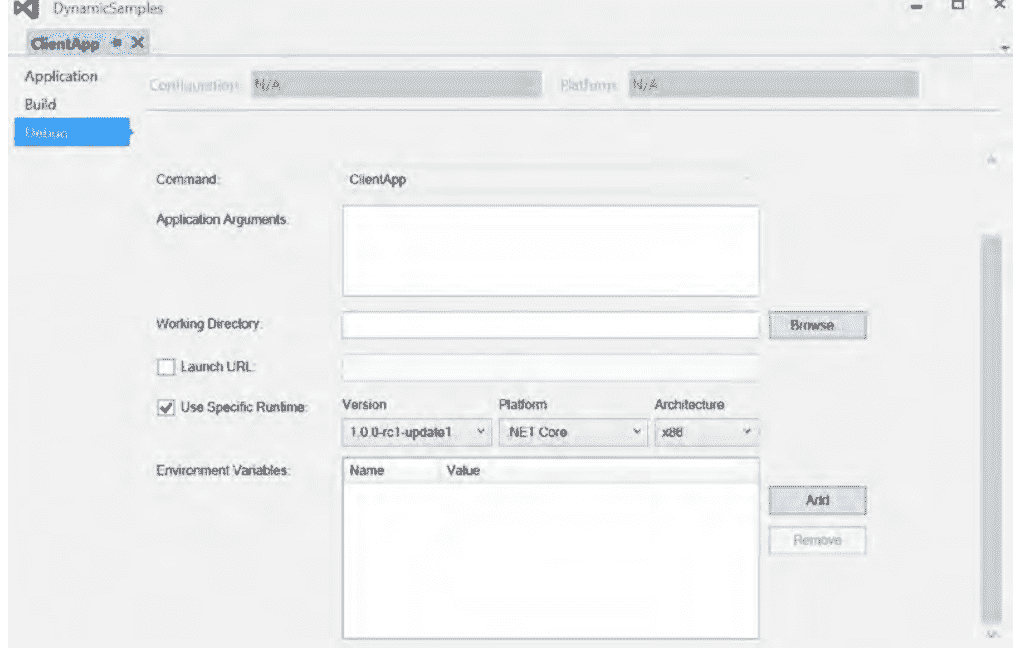 DynamicSamples
ClientApp
Application
Configuration: N/A Platform: N/A
Build
Debug
Command: ClientApp
Application Arguments:
Working Directory: Browse...
Launch URL:
Use Specific Runtime: Version Platform Architecture
1.0.0-rc1-update1 .NET Core x86
Environment Variables: Name Value
Add
Remove